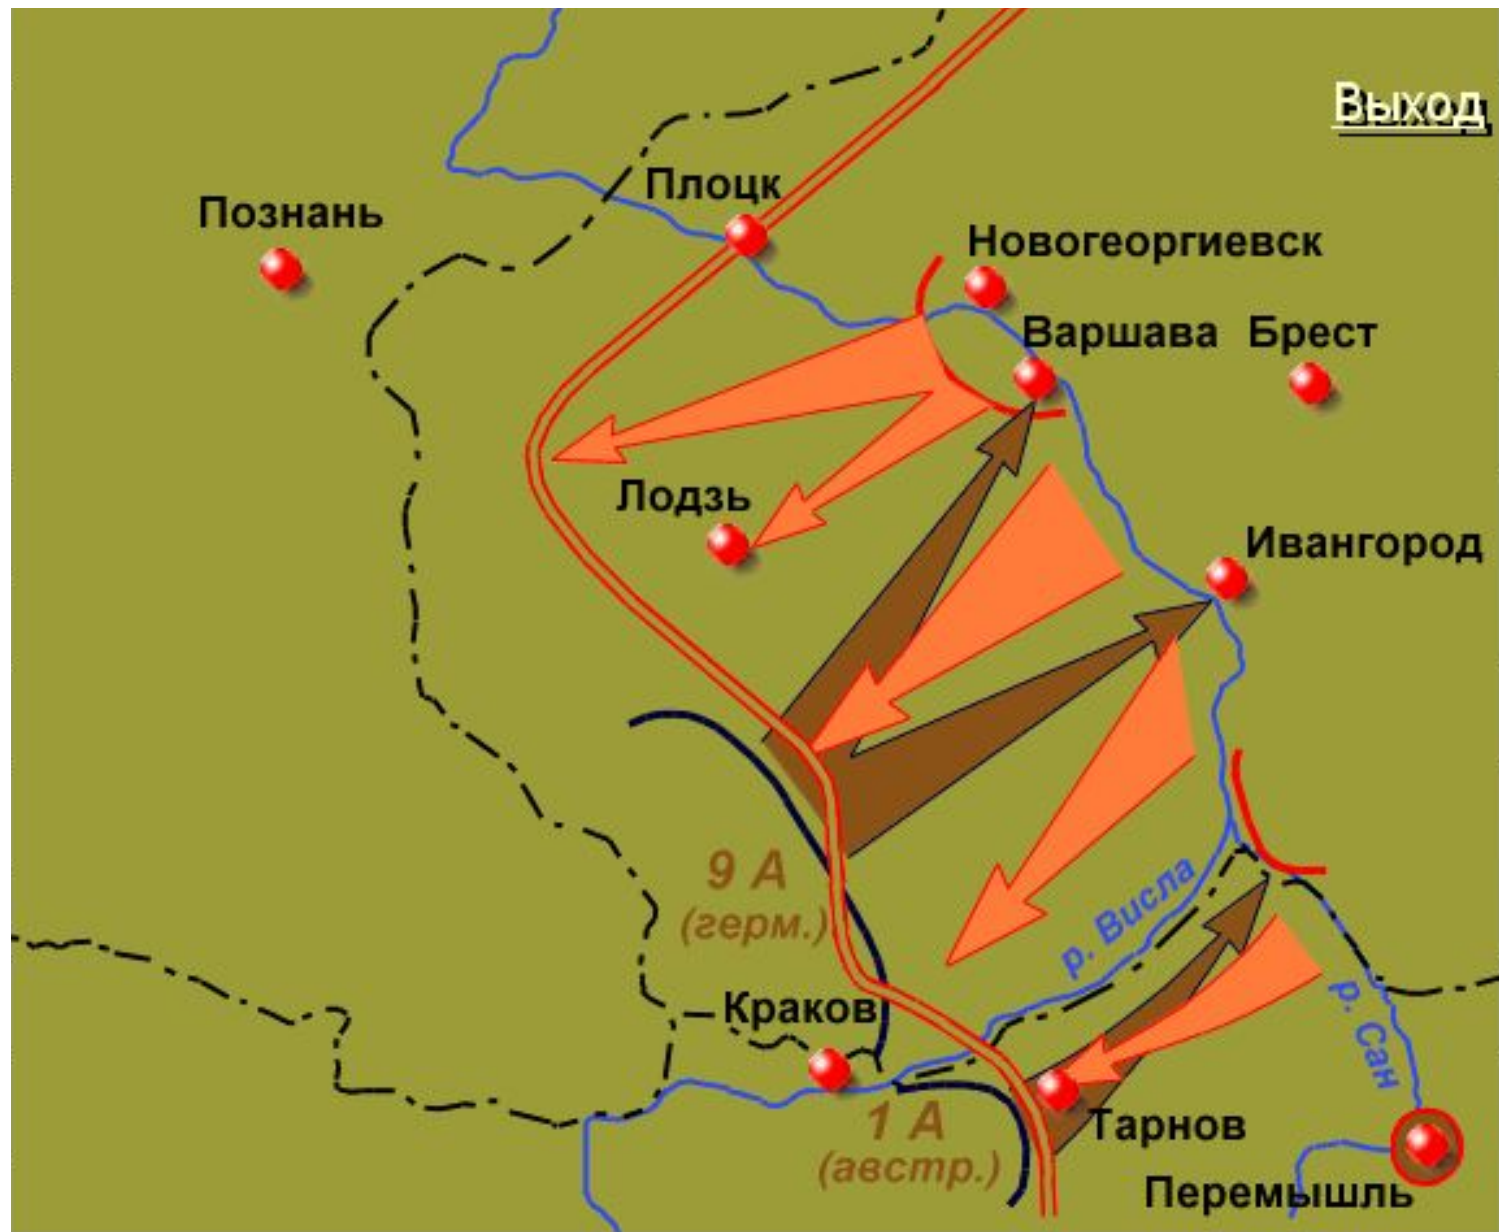 Выход
Плоцк
Познань
Новогеоргиевск
Варшава
Брест
Лодзь
Ивангород
9 А
(герм.)
р. Висла
Краков
р. Сан
1 А
(австр.)
Тарнов
Перемышль